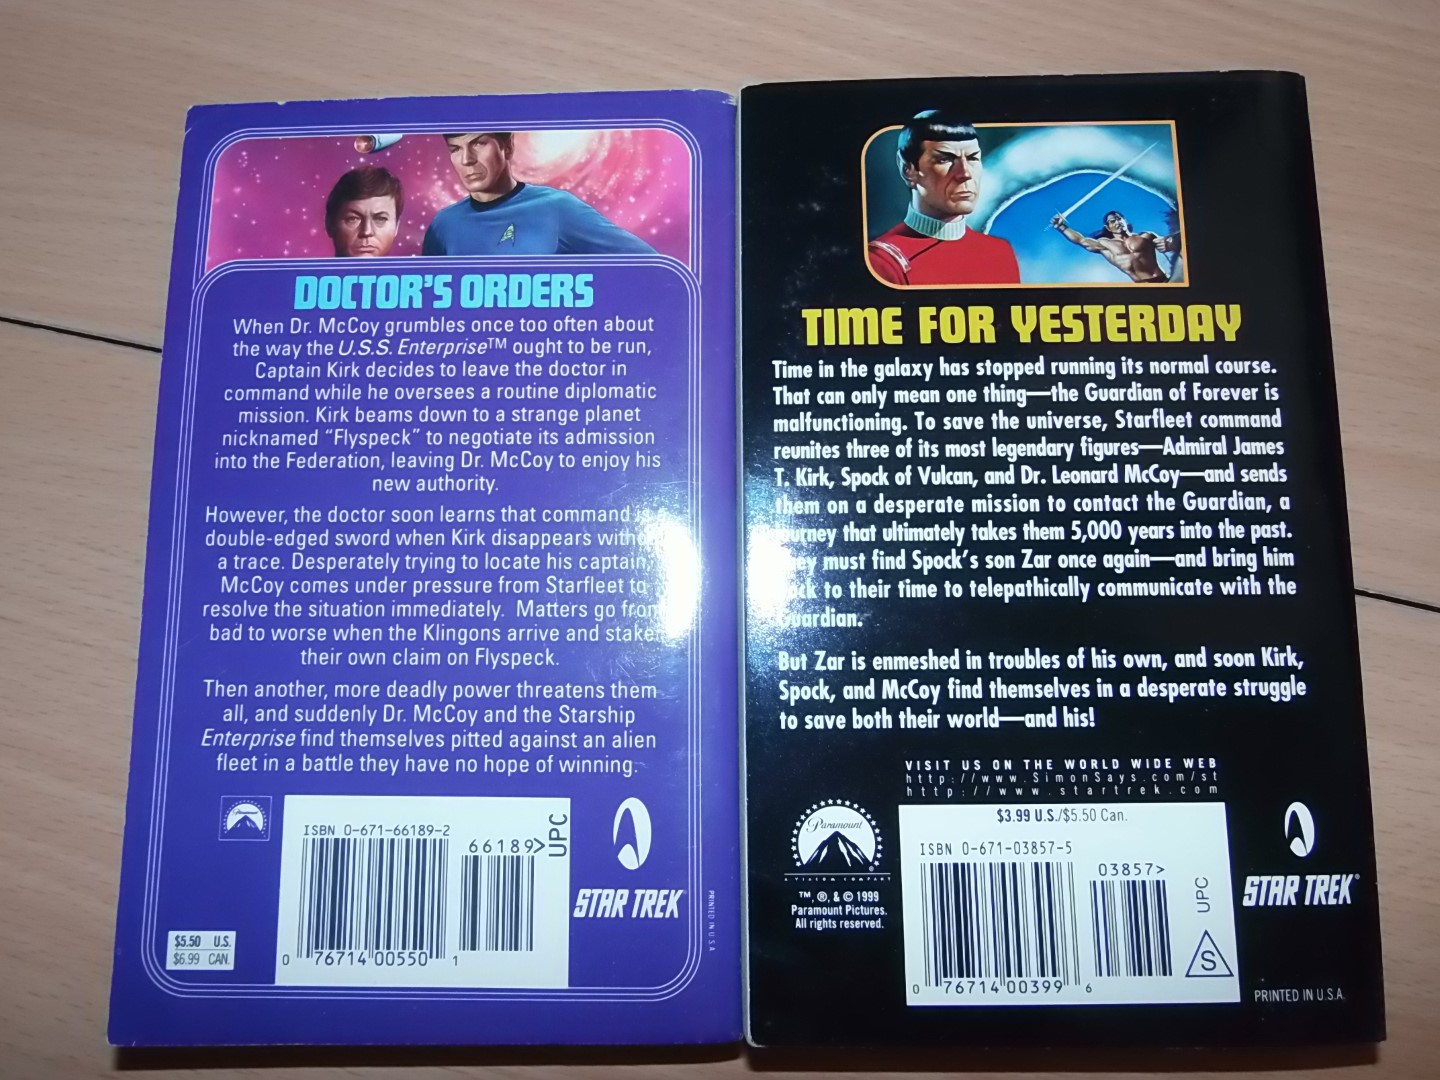 DOCTOR'S ORDERS
When Dr. McCoy grumbles once too often about
the way the U.S.S. Enterprise™ ought to be run,
Captain Kirk decides to leave the doctor in
command while he oversees a routine diplomatic
mission. Kirk beams down to a strange planet
nicknamed “Flyspeck” to negotiate its admission
into the Federation, leaving Dr. McCoy to enjoy his
new authority.
However, the doctor soon learns that command is a
double-edged sword when Kirk disappears without
a trace. Desperately trying to locate his captain,
McCoy comes under pressure from Starfleet to
resolve the situation immediately. Matters go from
bad to worse when the Klingons arrive and stake
their own claim on Flyspeck.
Then another, more deadly power threatens them
all, and suddenly Dr. McCoy and the Starship
Enterprise find themselves pitted against an alien
fleet in a battle they have no hope of winning.
Paramount
ISBN 0-671-66189-2
66189>
UPC
0 76714 00550 1
STAR TREK®
PRINTED IN U.S.A.
$5.50 U.S.
$6.99 CAN.
TIME FOR YESTERDAY
Time in the galaxy has stopped running its normal course.
That can only mean one thing—the Guardian of Forever is
malfunctioning. To save the universe, Starfleet command
reunites three of its most legendary figures—Admiral James
T. Kirk, Spock of Vulcan, and Dr. Leonard McCoy—and sends
them on a desperate mission to contact the Guardian, a
journey that ultimately takes them 5,000 years into the past.
They must find Spock's son Zar once again—and bring him
back to their time to telepathically communicate with the
Guardian.
But Zar is enmeshed in troubles of his own, and soon Kirk,
Spock, and McCoy find themselves in a desperate struggle
to save both their world—and his!
VISIT US ON THE WORLD WIDE WEB
http://www.SimonSays.com/st
http://www.startrek.com
Paramount
A VIACOM COMPANY
™, ®, & © 1999
Paramount Pictures.
All rights reserved.
$3.99 U.S./$5.50 Can.
ISBN 0-671-03857-5
03857>
UPC
S
0 76714 00399 6
STAR TREK®
PRINTED IN U.S.A.